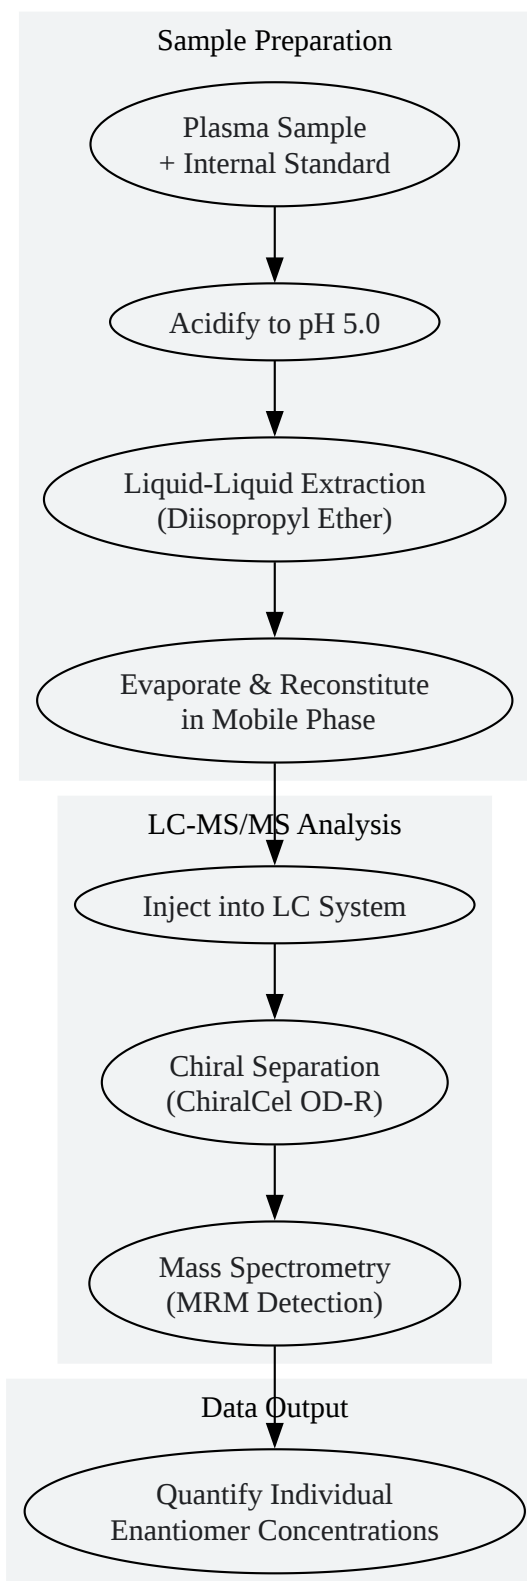 Sample Preparation
Plasma Sample
+ Internal Standard
Acidify to pH 5.0
Liquid-Liquid Extraction
(Diisopropyl Ether)
Evaporate & Reconstitute
in Mobile Phase
LC-MS/MS Analysis
Inject into LC System
Chiral Separation
(ChiralCel OD-R)
Mass Spectrometry
(MRM Detection)
Data Output
Quantify Individual
Enantiomer Concentrations